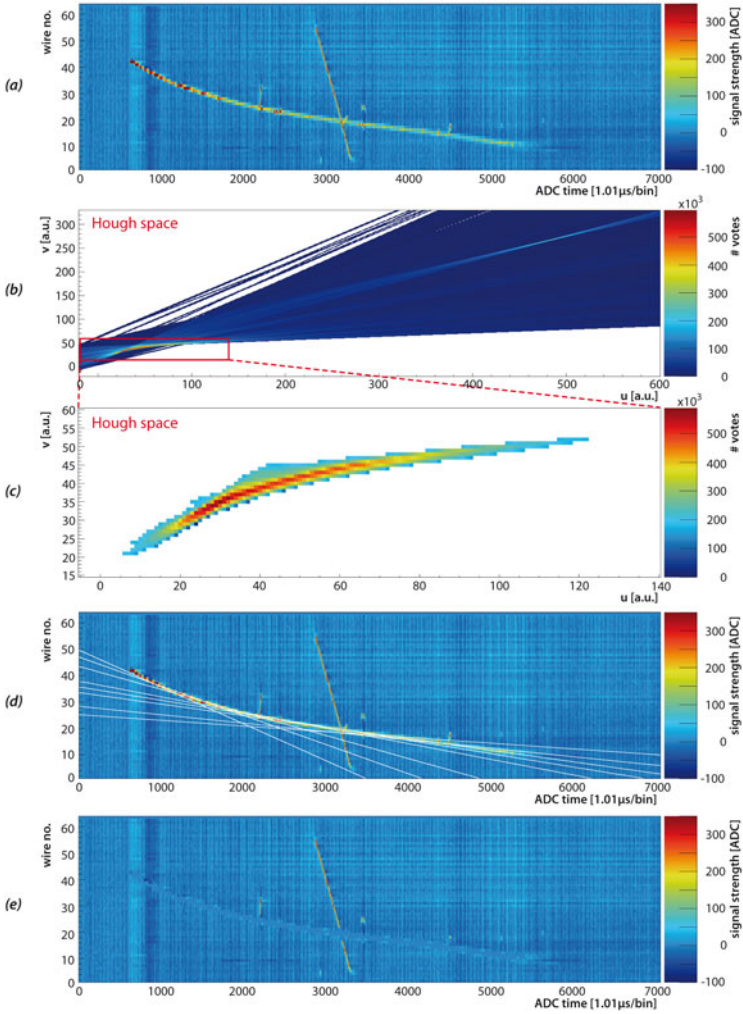 (a)
wire no.
60
50
40
30
20
10
0
0 1000 2000 3000 4000 5000 6000 7000
ADC time [1.01μs/bin]
300
200
100
0
-100
signal strength [ADC]
(b)
Hough space
v [a.u.]
300
250
200
150
100
50
0
0 100 200 300 400 500 600
u [a.u.]
x10³
500
400
300
200
100
0
# votes
(c)
Hough space
v [a.u.]
60
55
50
45
40
35
30
25
20
15
0 20 40 60 80 100 120 140
u [a.u.]
x10³
500
400
300
200
100
0
# votes
(d)
wire no.
60
50
40
30
20
10
0
0 1000 2000 3000 4000 5000 6000 7000
ADC time [1.01μs/bin]
300
200
100
0
-100
signal strength [ADC]
(e)
wire no.
60
50
40
30
20
10
0
0 1000 2000 3000 4000 5000 6000 7000
ADC time [1.01μs/bin]
300
200
100
0
-100
signal strength [ADC]